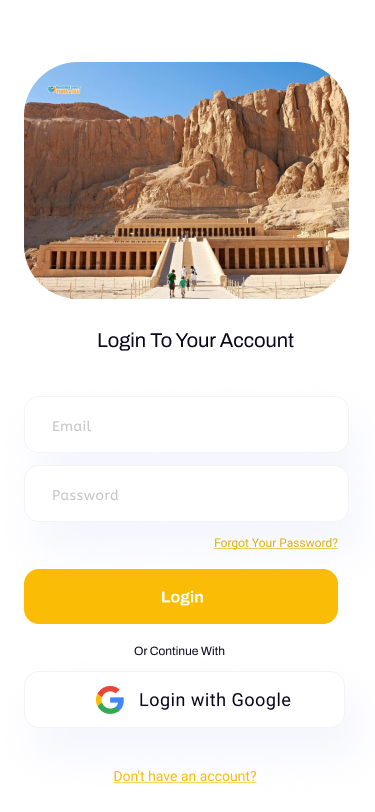 Login To Your Account
Email
Password
Forgot Your Password?
Login
Or Continue With
Login with Google
Don't have an account?